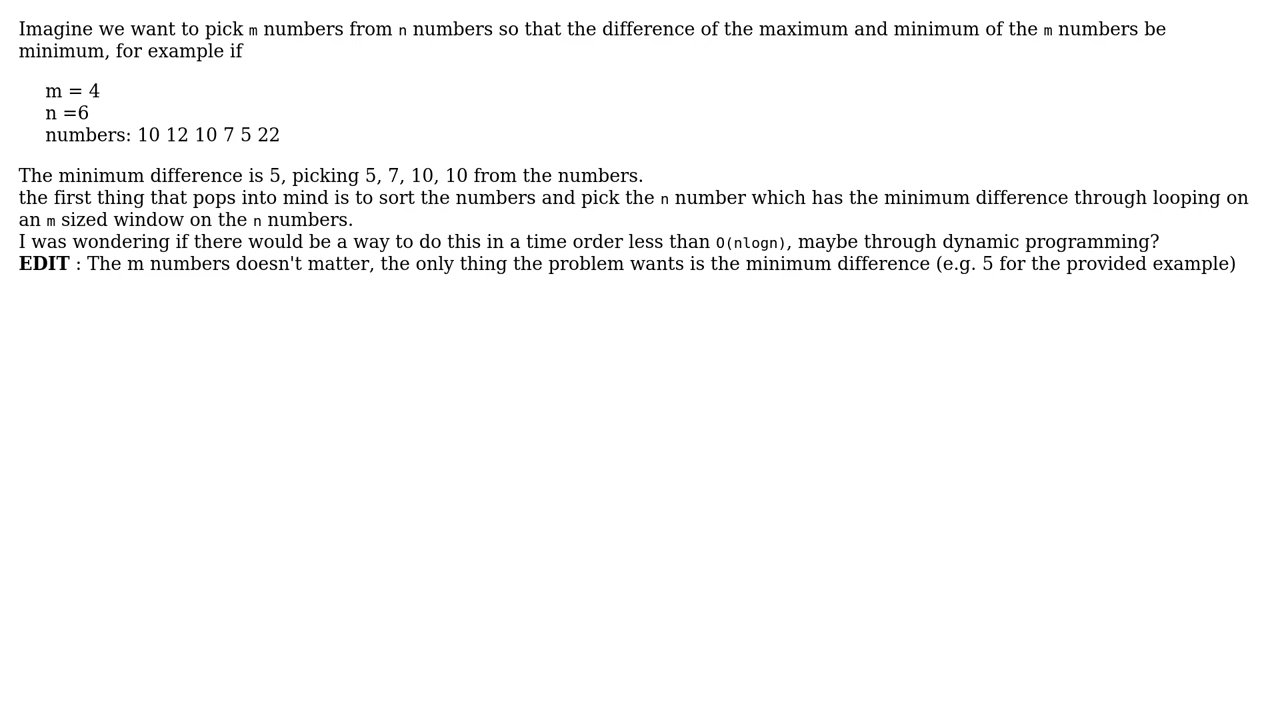 Imagine we want to pick m numbers from n numbers so that the difference of the maximum and minimum of the m numbers be
minimum, for example if
m = 4
n =6
numbers: 10 12 10 7 5 22
The minimum difference is 5, picking 5, 7, 10, 10 from the numbers.
the first thing that pops into mind is to sort the numbers and pick the n number which has the minimum difference through looping on
an m sized window on the n numbers.
I was wondering if there would be a way to do this in a time order less than O(nlogn), maybe through dynamic programming?
EDIT : The m numbers doesn't matter, the only thing the problem wants is the minimum difference (e.g. 5 for the provided example)